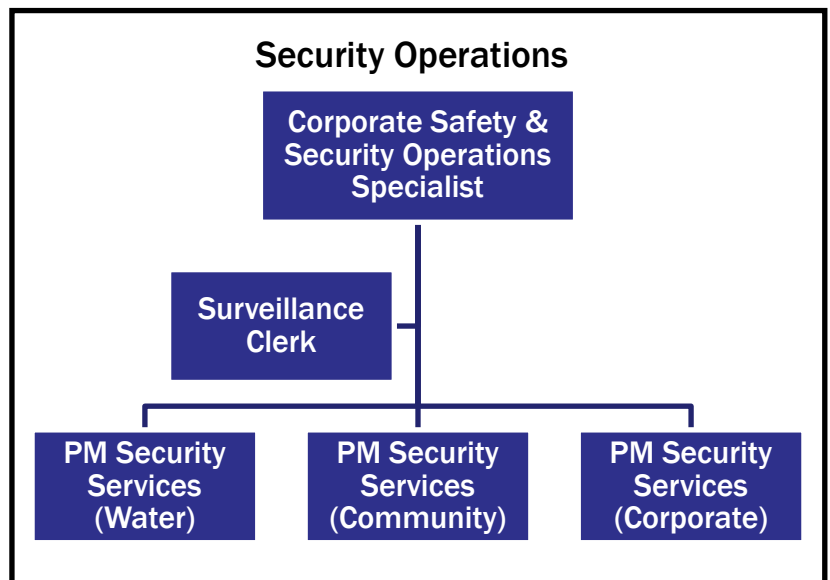 Security Operations
Corporate Safety &
Security Operations
Specialist
Surveillance
Clerk
PM Security
Services
(Water)
PM Security
Services
(Community)
PM Security
Services
(Corporate)